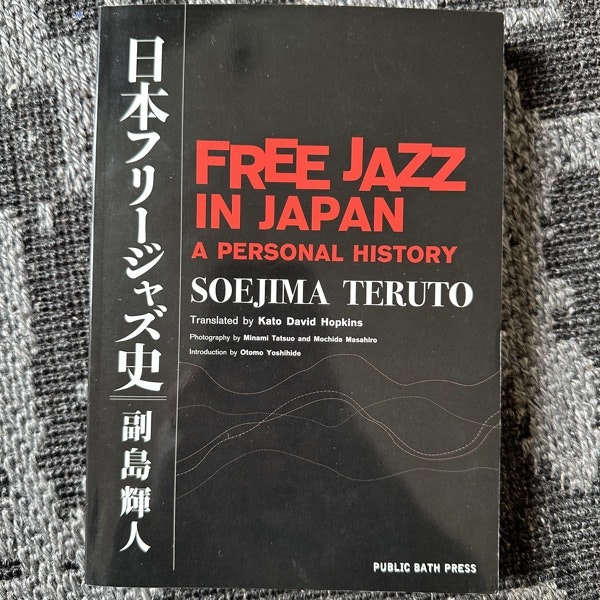 日本フリージャズ史
副島輝人
FREE JAZZ
IN JAPAN
A PERSONAL HISTORY
SOEJIMA TERUTO
Translated by Kato David Hopkins
Photography by Minami Tatsuo and Mochida Masahiro
Introduction by Otomo Yoshihide
PUBLIC BATH PRESS